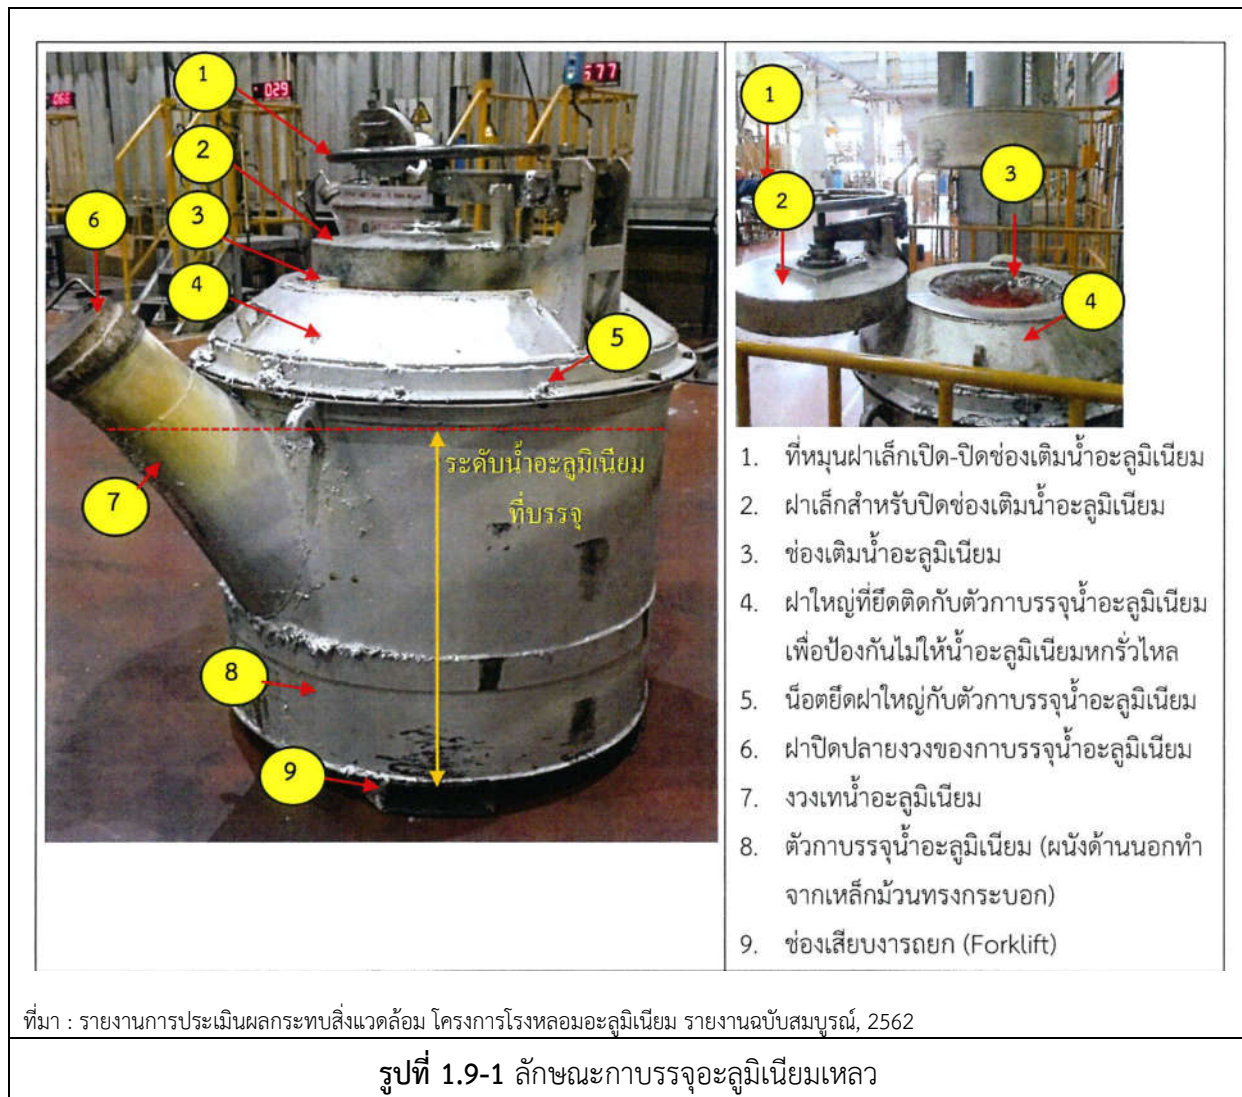 1
029
577
066
2
6
3
4
5
ระดับน้ำอะลูมิเนียม
ที่บรรจุ
7
8
9
1
2
3
4
1. ที่หมุนฝาเล็กเปิด-ปิดช่องเติมน้ำอะลูมิเนียม
2. ฝาเล็กสำหรับปิดช่องเติมน้ำอะลูมิเนียม
3. ช่องเติมน้ำอะลูมิเนียม
4. ฝาใหญ่ที่ยึดติดกับตัวกาบรรจุน้ำอะลูมิเนียม
เพื่อป้องกันไม่ให้น้ำอะลูมิเนียมหกรั่วไหล
5. น็อตยึดฝาใหญ่กับตัวกาบรรจุน้ำอะลูมิเนียม
6. ฝาปิดปลายงวงของกาบรรจุน้ำอะลูมิเนียม
7. งวงเทน้ำอะลูมิเนียม
8. ตัวกาบรรจุน้ำอะลูมิเนียม (ผนังด้านนอกทำ
จากเหล็กม้วนทรงกระบอก)
9. ช่องเสียบงารถยก (Forklift)
ที่มา : รายงานการประเมินผลกระทบสิ่งแวดล้อม โครงการโรงหลอมอะลูมิเนียม รายงานฉบับสมบูรณ์, 2562
รูปที่ 1.9-1 ลักษณะกาบรรจุอะลูมิเนียมเหลว